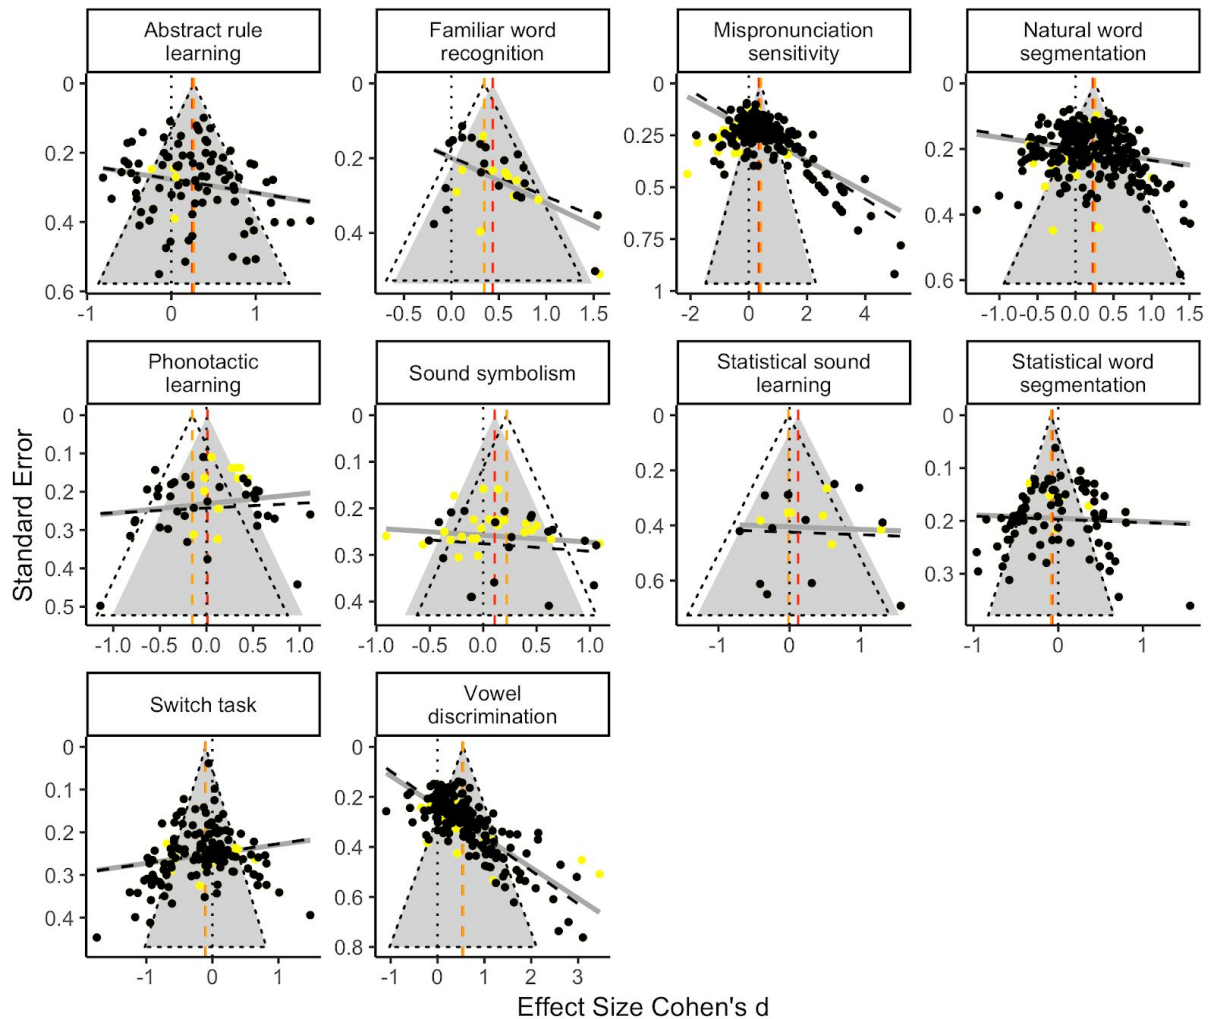 Abstract rule
learning
Familiar word
recognition
Mispronunciation
sensitivity
Natural word
segmentation
0
0.2
0.4
0.6
-1 0 1
0
0.2
0.4
-0.5 0.0 0.5 1.0 1.5
0
0.25
0.5
0.75
1
-2 0 2 4
0
0.2
0.4
0.6
-1.0 -0.5 0.0 0.5 1.0 1.5
Phonotactic
learning
Sound symbolism
Statistical sound
learning
Statistical word
segmentation
Standard Error
0
0.1
0.2
0.3
0.4
0.5
-1.0 -0.5 0.0 0.5 1.0
0
0.1
0.2
0.3
0.4
-1.0 -0.5 0.0 0.5 1.0
0
0.2
0.4
0.6
-1 0 1
0
0.1
0.2
0.3
-1 0 1
Switch task
Vowel
discrimination
0
0.1
0.2
0.3
0.4
-1 0 1
0
0.2
0.4
0.6
0.8
-1 0 1 2 3
Effect Size Cohen's d